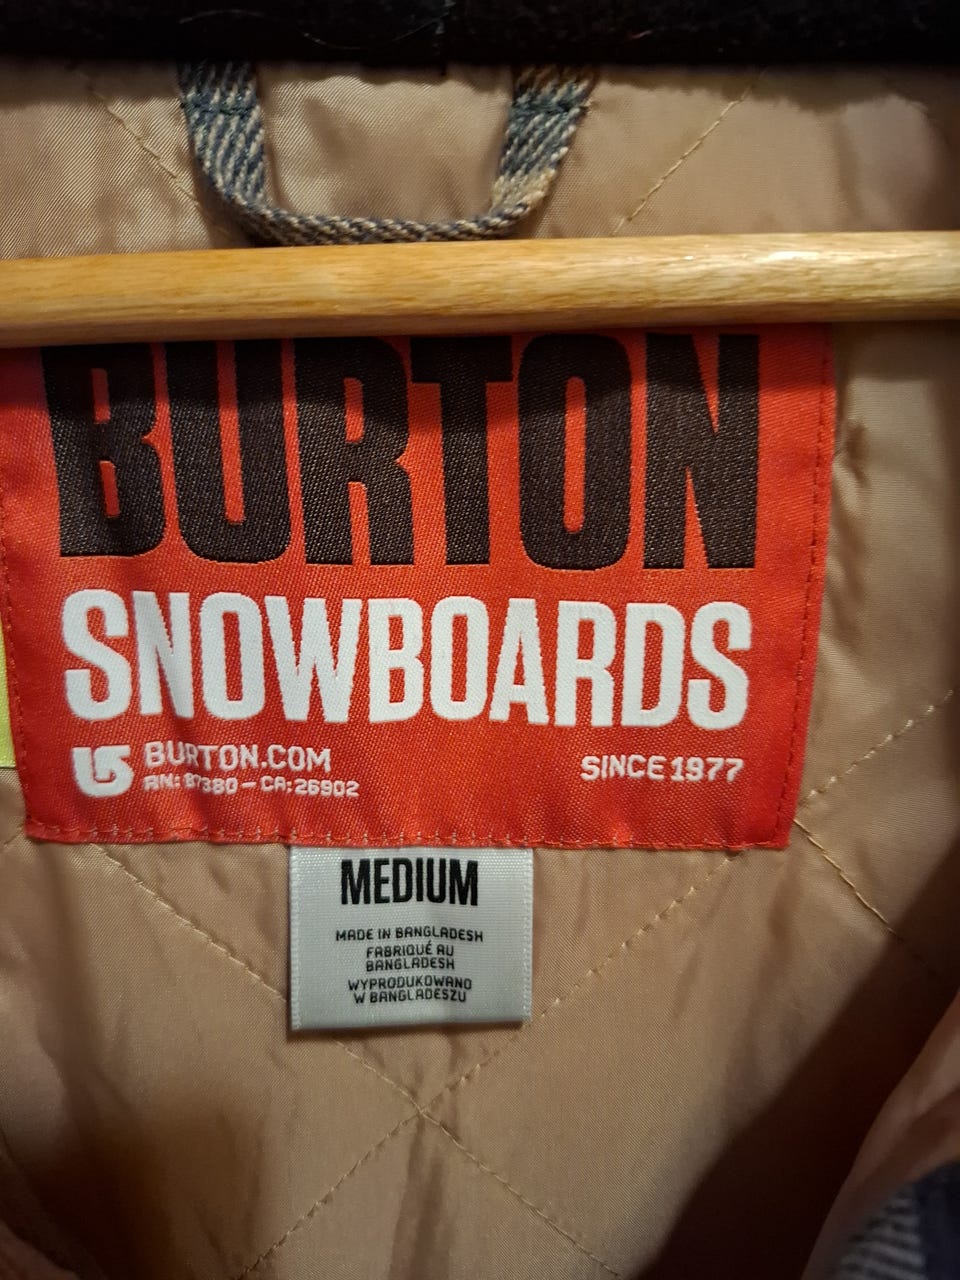 BURTON
SNOWBOARDS
BURTON.COM
RN: 87380 - CA: 26902
SINCE 1977
MEDIUM
MADE IN BANGLADESH
FABRIQUÉ AU
BANGLADESH
WYPRODUKOWANO
W BANGLADESZU